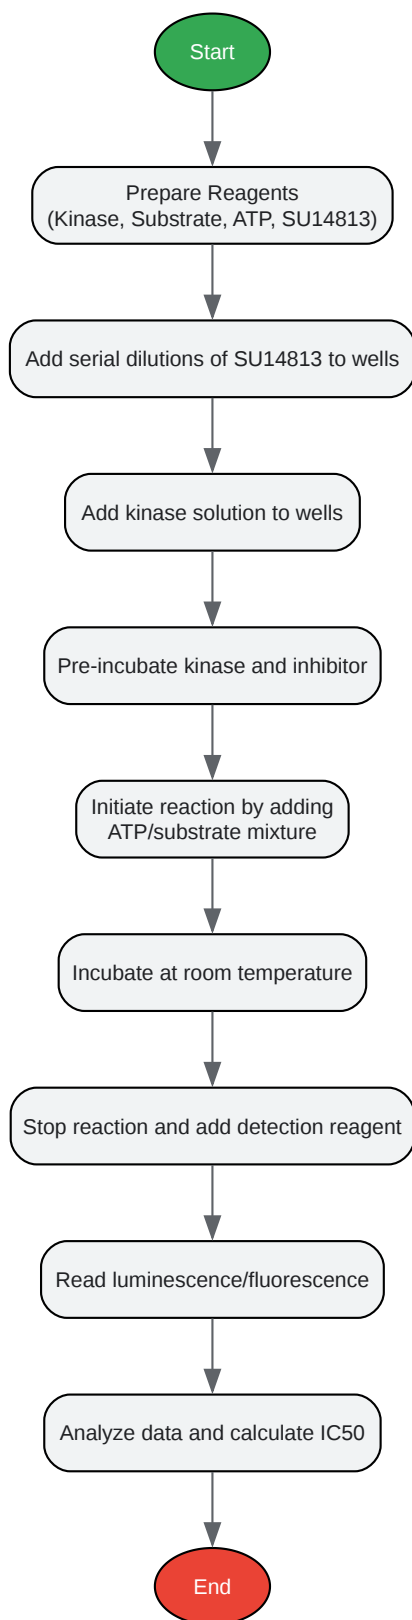 Start
Prepare Reagents
(Kinase, Substrate, ATP, SU14813)
Add serial dilutions of SU14813 to wells
Add kinase solution to wells
Pre-incubate kinase and inhibitor
Initiate reaction by adding
ATP/substrate mixture
Incubate at room temperature
Stop reaction and add detection reagent
Read luminescence/fluorescence
Analyze data and calculate IC50
End